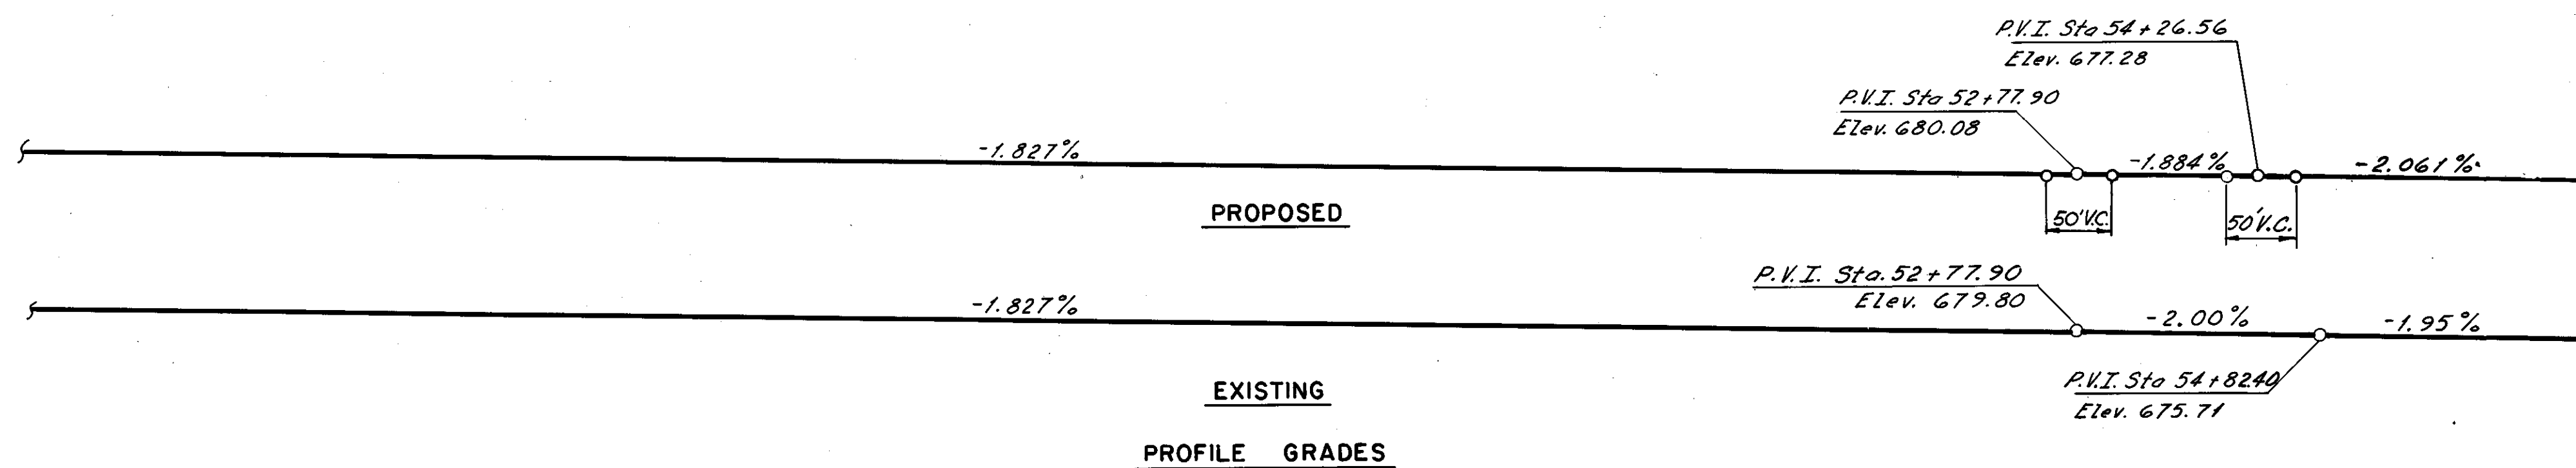 P.V.I. Sta 54+26.56
Elev. 677.28
P.V.I. Sta 52+77.90
Elev. 680.08
-1.827%
-1.884%
-2.061%
PROPOSED
50'V.C.
50'V.C.
P.V.I. Sta. 52+77.90
Elev. 679.80
-1.827%
-2.00%
-1.95%
P.V.I. Sta 54+82.40
Elev. 675.71
EXISTING
PROFILE GRADES